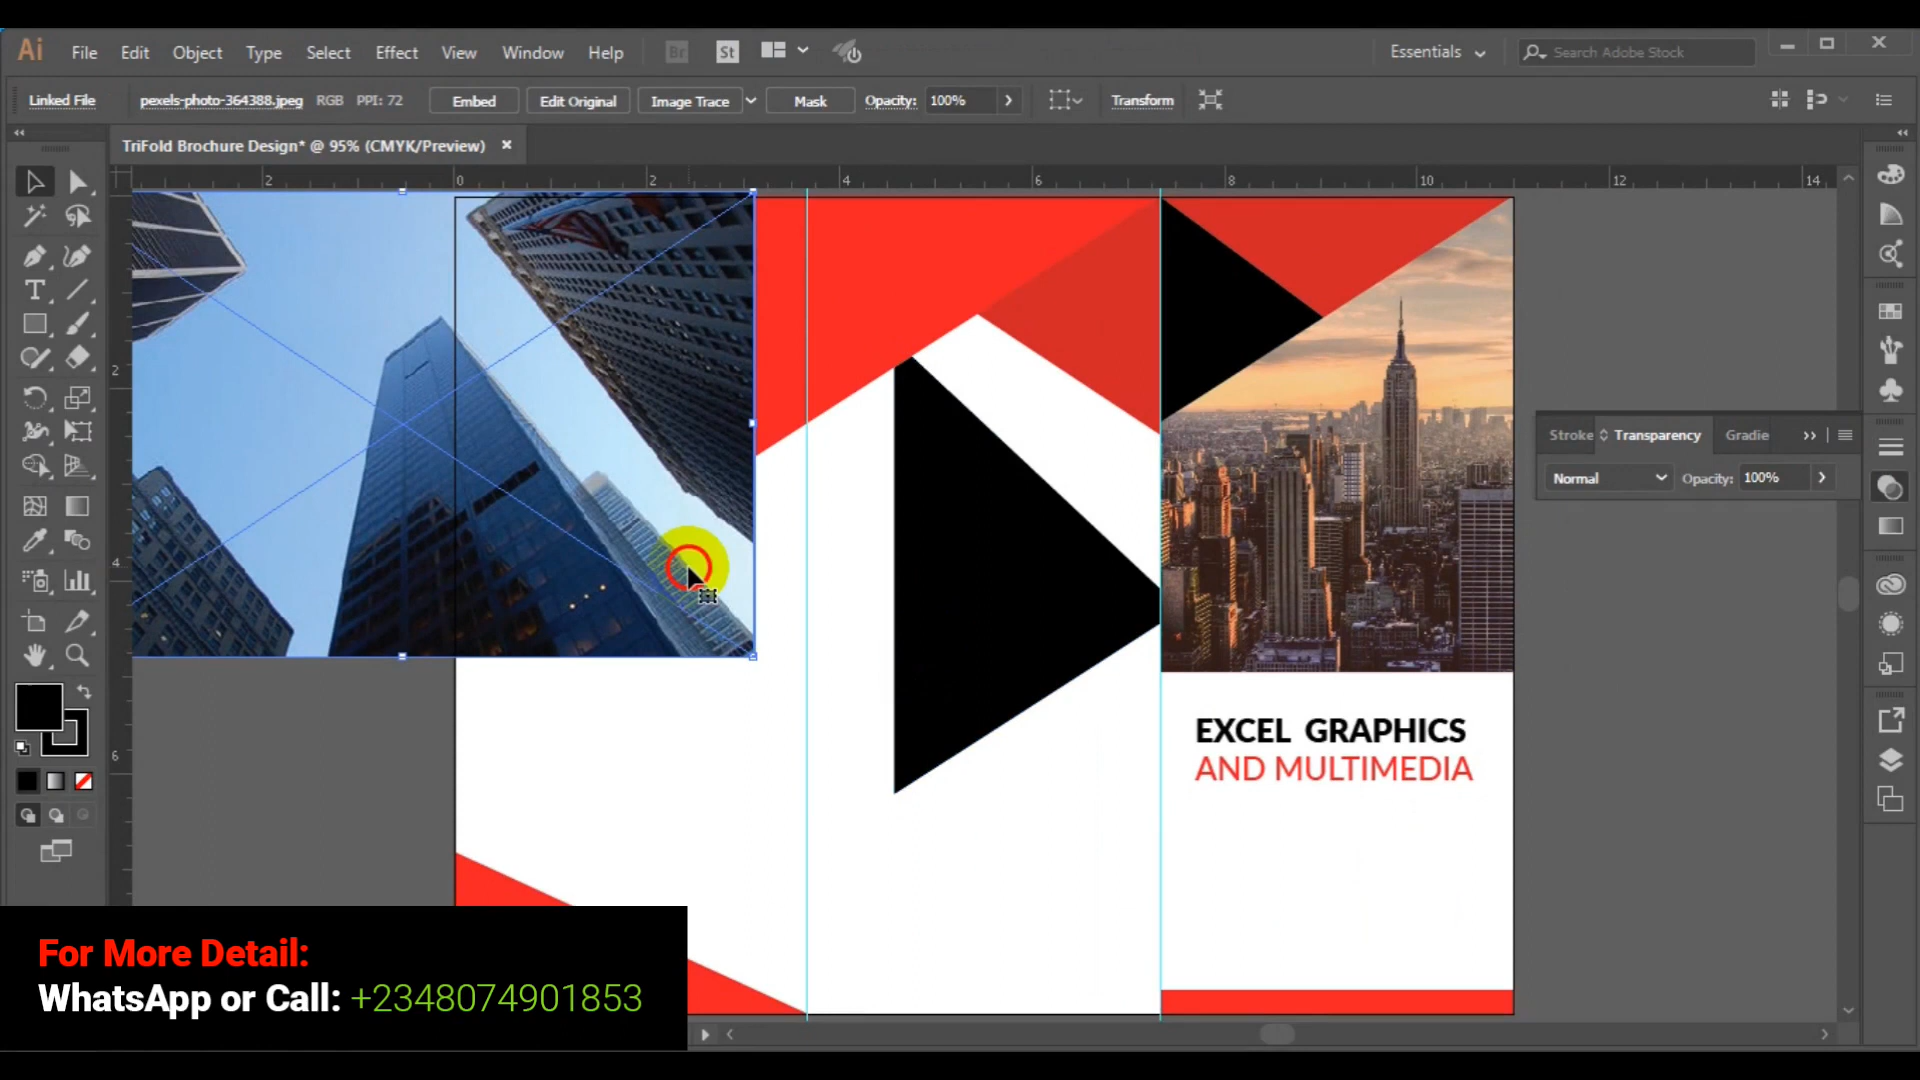 Ai File Edit Object Type Select Effect View Window Help Br St Essentials Search Adobe Stock
Linked File pexels-photo-364388.jpeg RGB PPI: 72 Embed Edit Original Image Trace Mask Opacity: 100% Transform
TriFold Brochure Design* @ 95% (CMYK/Preview) ×
2 0 2 4 6 8 10 12 14
2
4
6
Stroke Transparency Gradie
Normal Opacity: 100%
EXCEL GRAPHICS
AND MULTIMEDIA
For More Detail:
WhatsApp or Call: +2348074901853